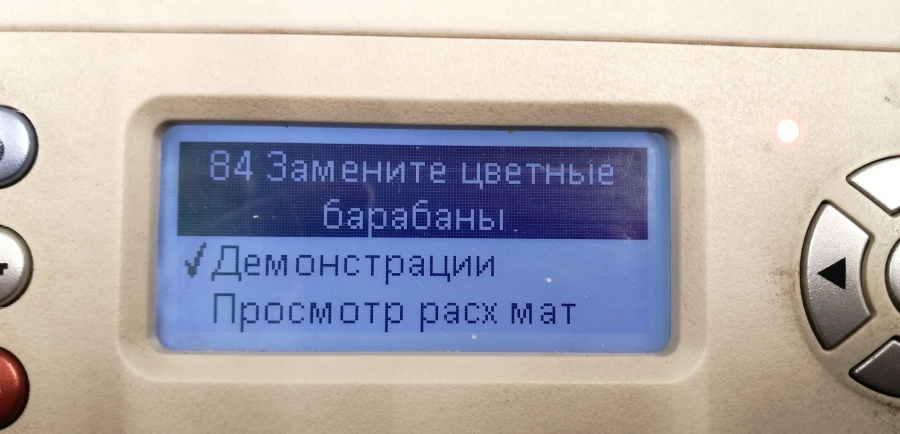 84 Замените цветные
барабаны
✓Демонстрации
Просмотр расх мат